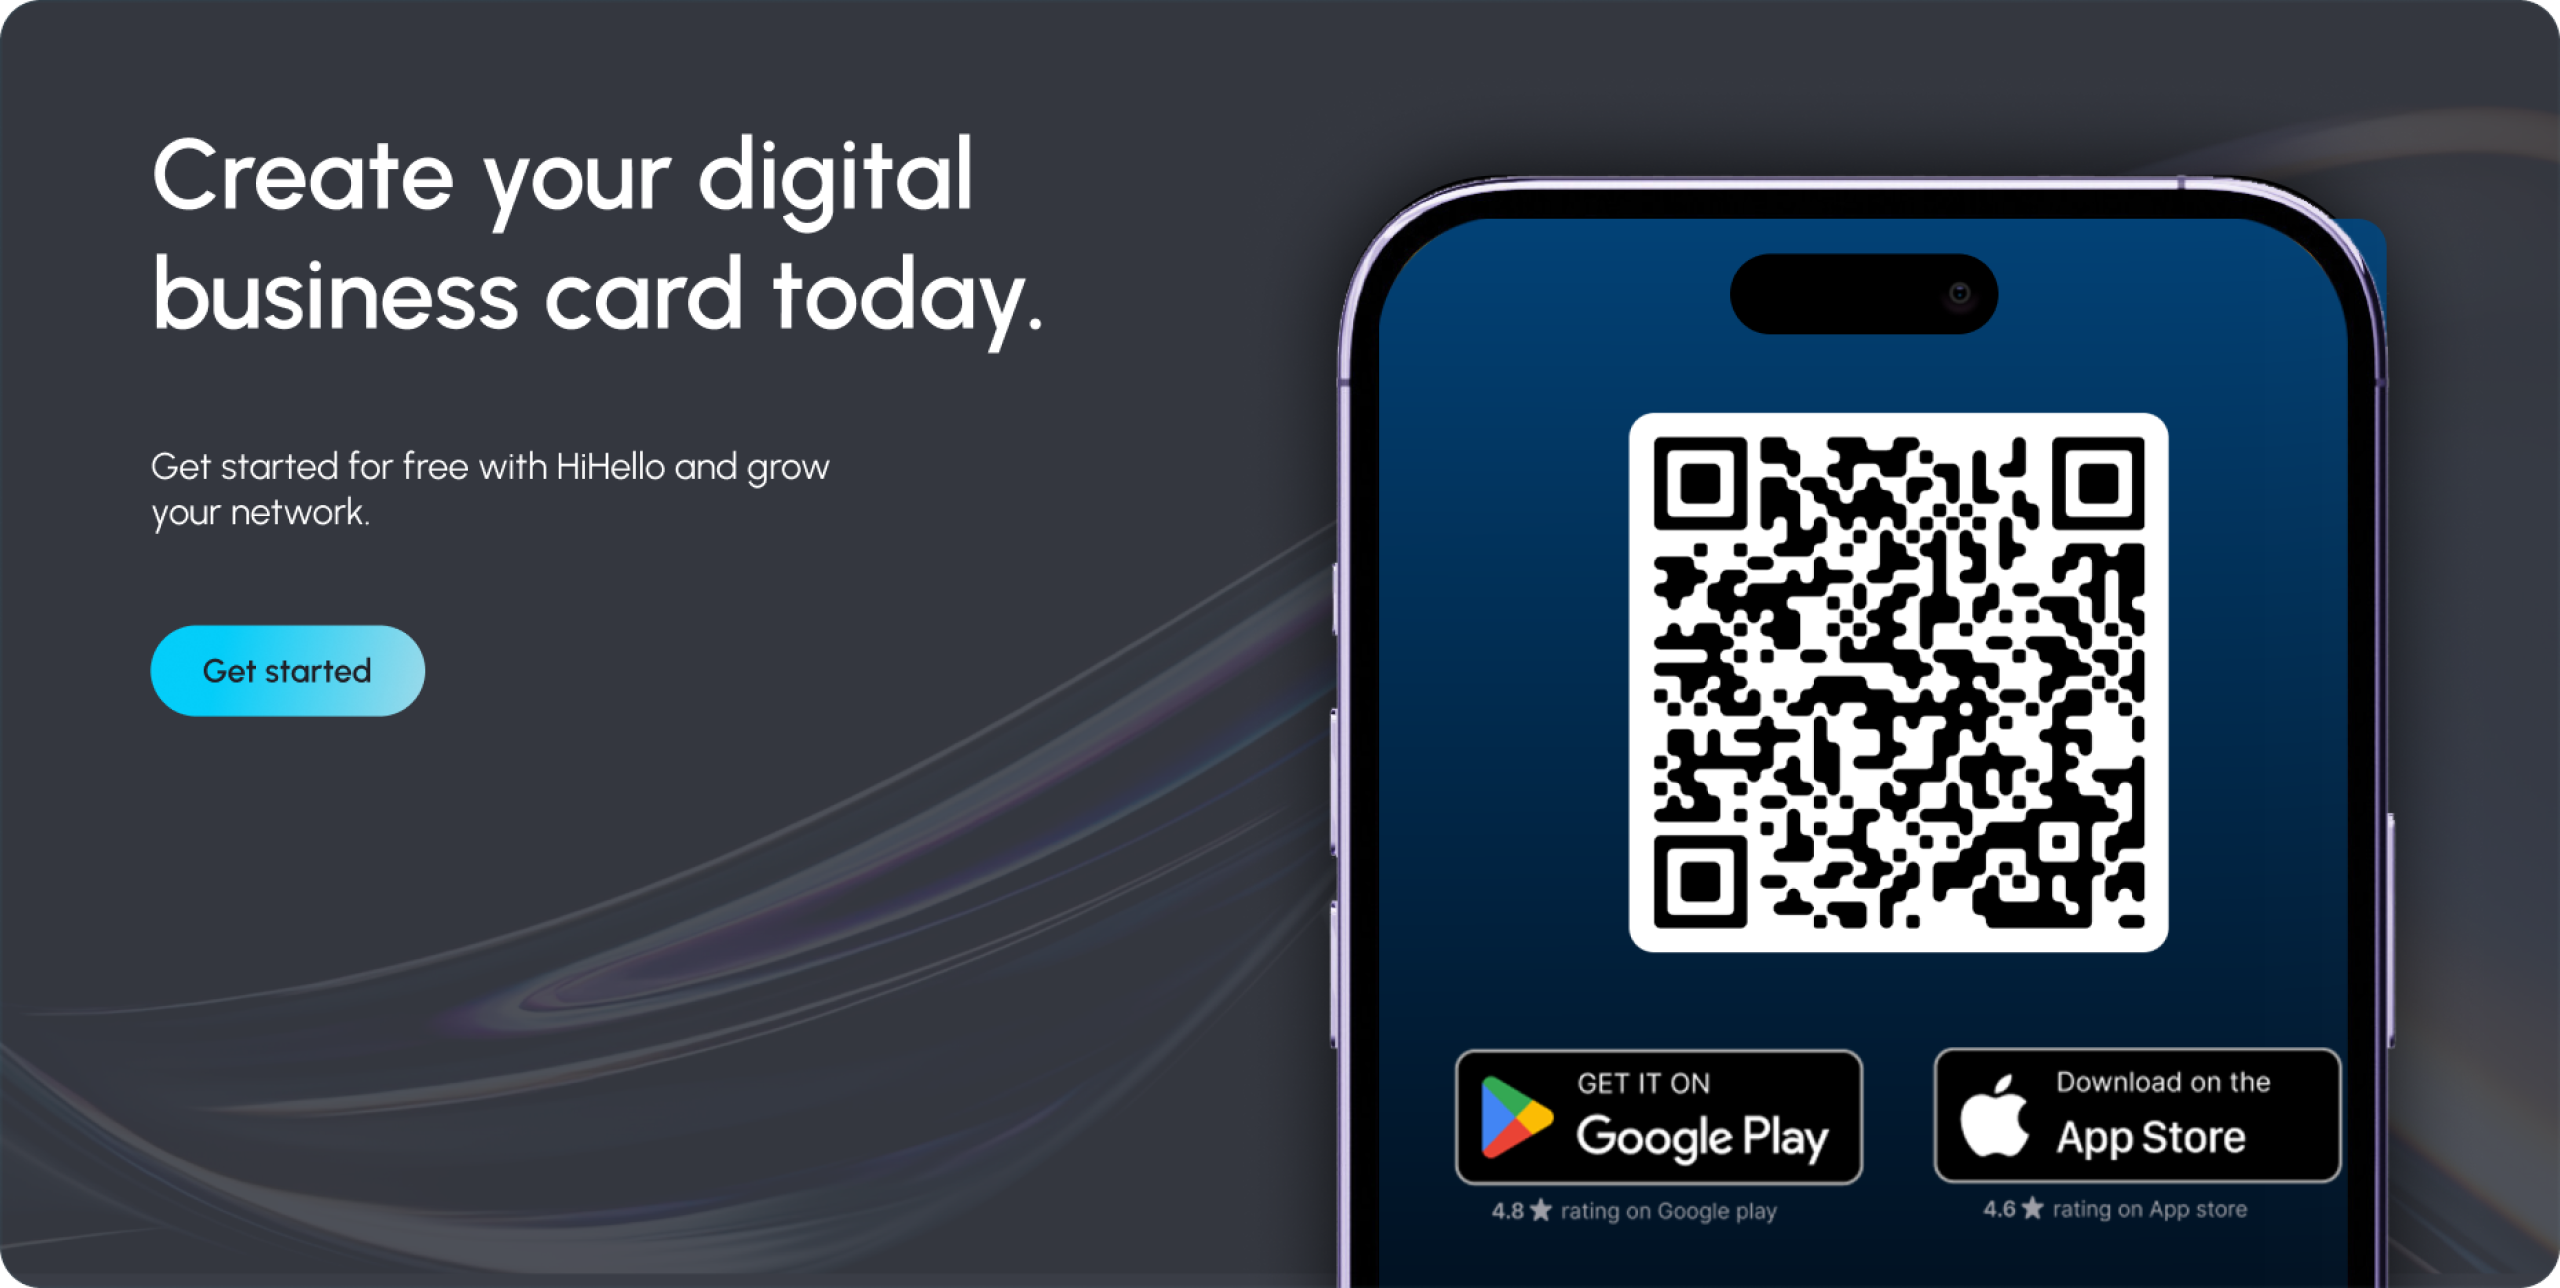 Create your digital
business card today.
Get started for free with HiHello and grow
your network.
Get started
GET IT ON
Google Play
4.8 ★ rating on Google play
Download on the
App Store
4.6 ★ rating on App store